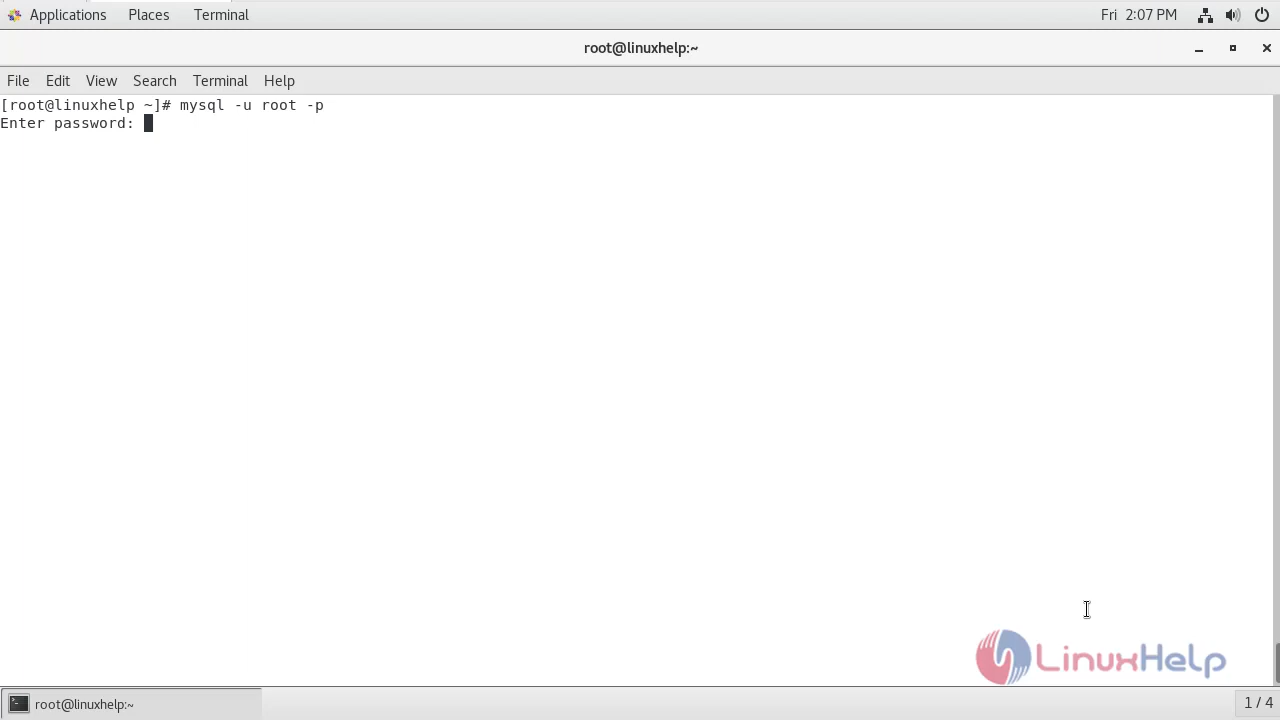 Applications Places Terminal Fri 2:07 PM
root@linuxhelp:~
File Edit View Search Terminal Help
[root@linuxhelp ~]# mysql -u root -p
Enter password:
LinuxHelp
root@linuxhelp:~ 1 / 4